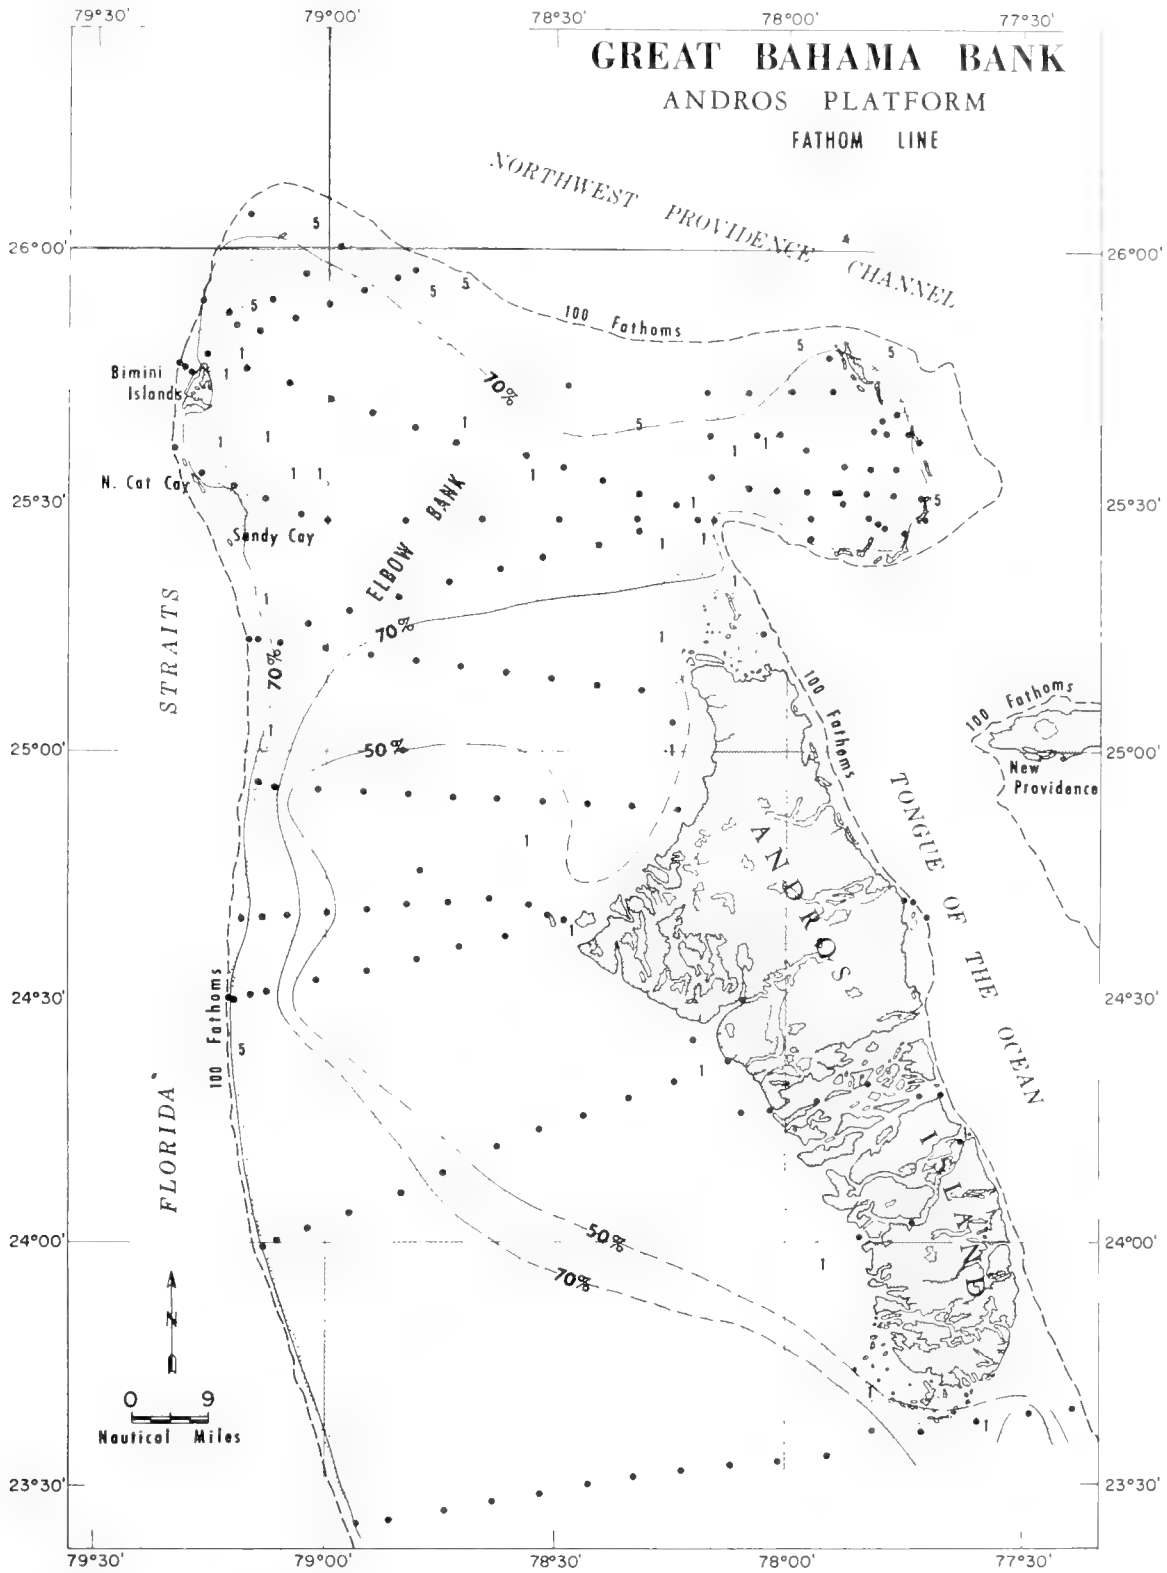 79°30' 79°00' 78°30' 78°00' 77°30'
GREAT BAHAMA BANK
ANDROS PLATFORM
FATHOM LINE
NORTHWEST PROVIDENCE CHANNEL
5
26°00' 26°00'
5 5
5
100 Fathoms
5 5
1
Bimini
Islands
1
70%
1 5
1 1
1 1
1 1 1
N. Cat Cay
ELBOW BANK
25°30' 25°30'
5
Sandy Cay
1 1
1
STRAITS
70%
1
70%
100 Fathoms
100 Fathoms
1
25°00' 50% 1 25°00'
New
Providence
TONGUE OF THE OCEAN
1
ANDROS
1
24°30' 24°30'
100 Fathoms
5
1
FLORIDA
ISLAND
50%
24°00' 24°00'
1
70%
N
0 9
Nautical Miles
1
1
23°30' 23°30'
79°30' 79°00' 78°30' 78°00' 77°30'